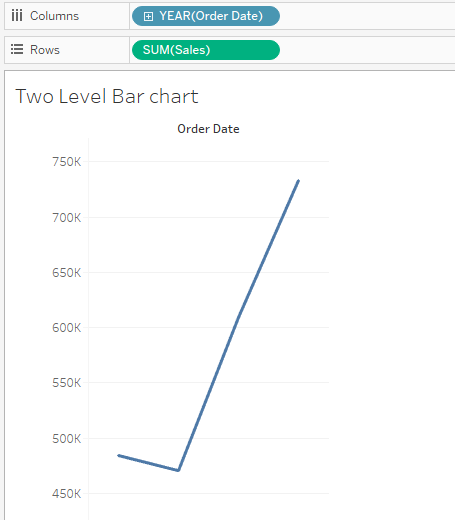 Columns
YEAR(Order Date)
Rows
SUM(Sales)
Two Level Bar chart
Order Date
750K
700K
650K
600K
550K
500K
450K